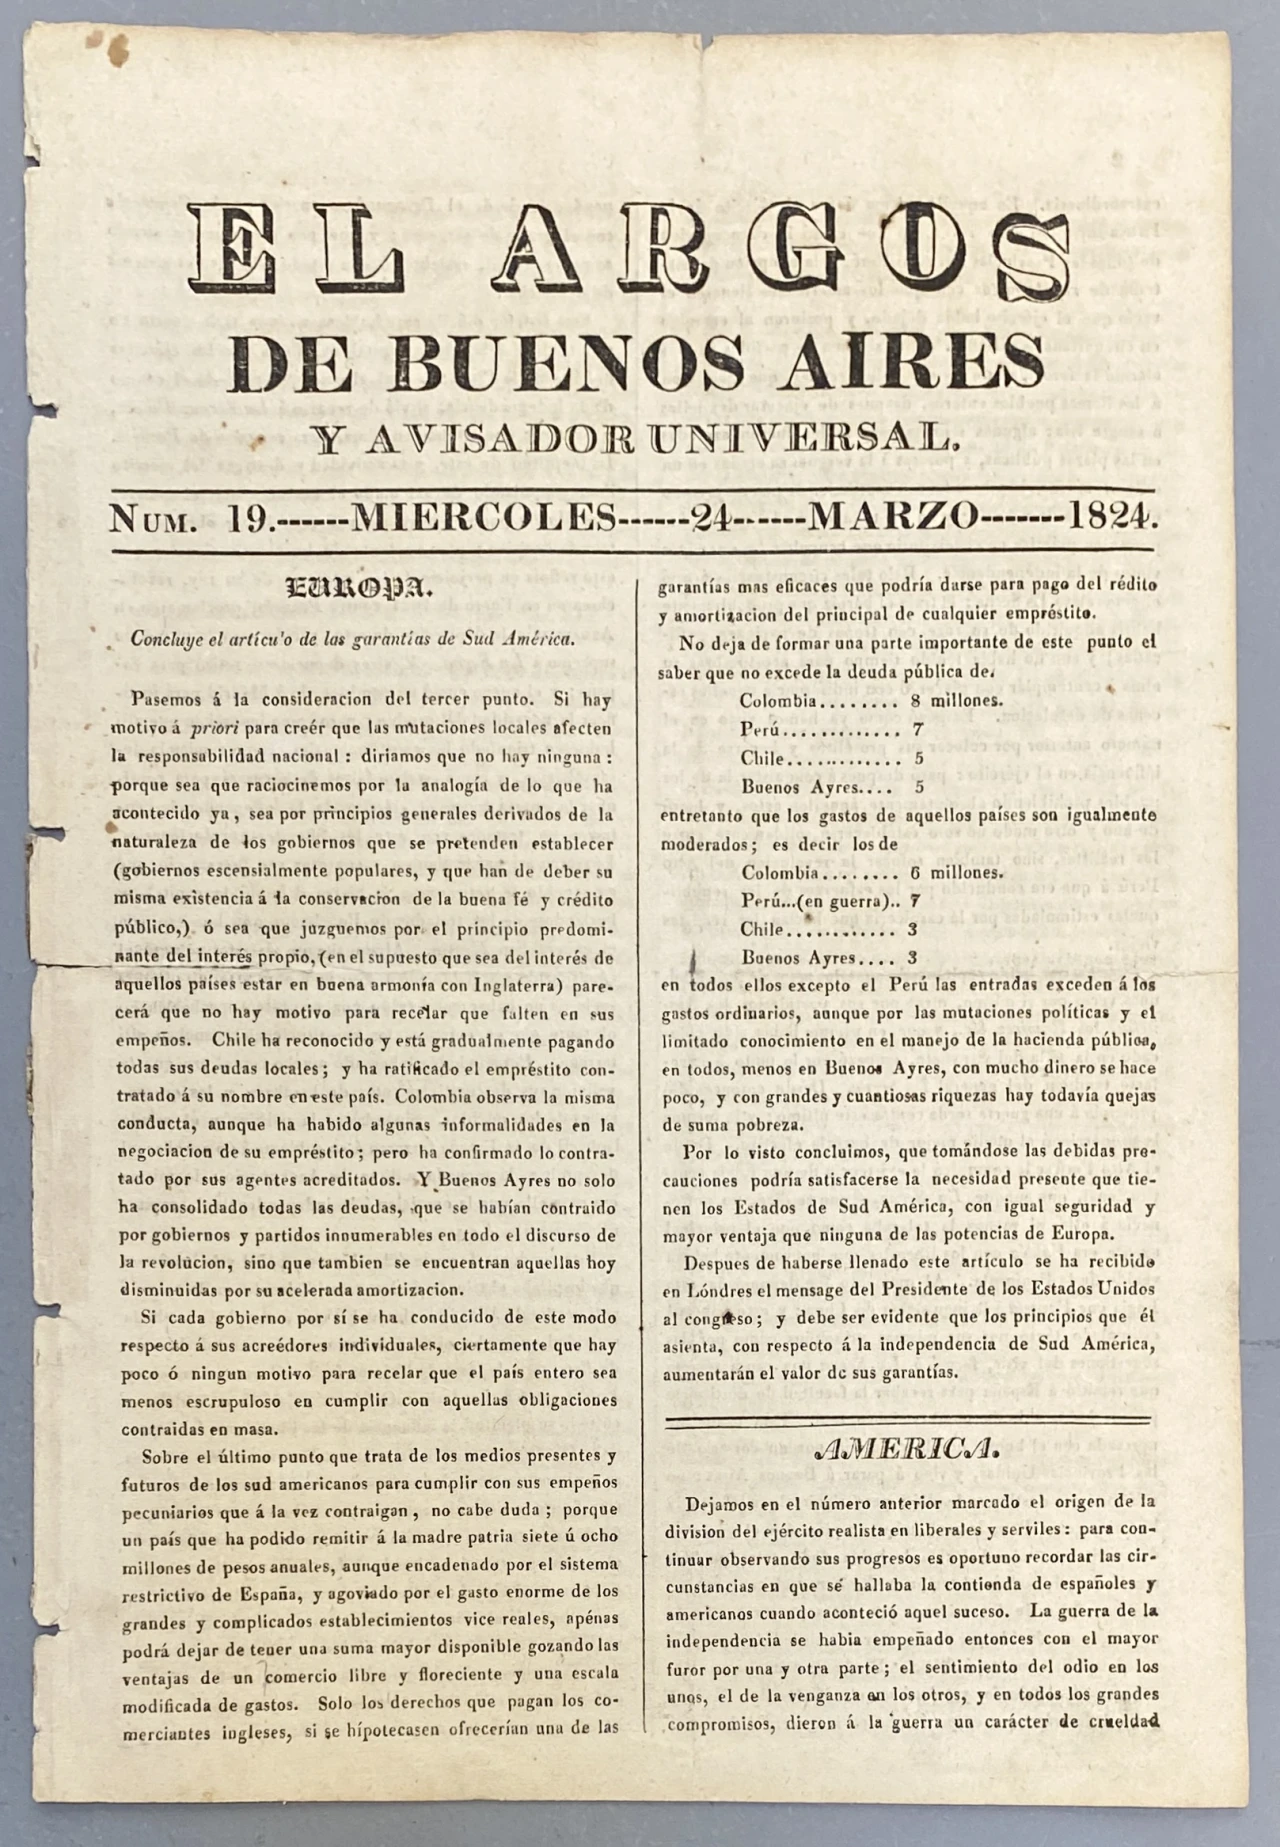 EL ARGOS
DE BUENOS AIRES
Y AVISADOR UNIVERSAL.
NUM. 19.------MIERCOLES------24------MARZO-------1824.
EUROPA.
Concluye el artícu'o de las garantías de Sud América.
Pasemos á la consideracion del tercer punto. Si hay
motivo á priori para creér que las mutaciones locales afecten
la responsabilidad nacional : diriamos que no hay ninguna :
porque sea que raciocinemos por la analogía de lo que ha
acontecido ya, sea por principios generales derivados de la
naturaleza de los gobiernos que se pretenden establecer
(gobiernos escensialmente populares, y que han de deber su
misma existencia á la conservacion de la buena fé y crédito
público,) ó sea que juzguemos por el principio predomi-
nante del interés propio, (en el supuesto que sea del interés de
aquellos países estar en buena armonía con Inglaterra) pare-
cerá que no hay motivo para recelar que falten en sus
empeños. Chile ha reconocido y está gradualmente pagando
todas sus deudas locales; y ha ratificado el empréstito con-
tratado á su nombre en este país. Colombia observa la misma
conducta, aunque ha habido algunas informalidades en la
negociacion de su empréstito; pero ha confirmado lo contra-
tado por sus agentes acreditados. Y Buenos Ayres no solo
ha consolidado todas las deudas, que se habían contraido
por gobiernos y partidos innumerables en todo el discurso de
la revolucion, sino que tambien se encuentran aquellas hoy
disminuidas por su acelerada amortizacion.
Si cada gobierno por sí se ha conducido de este modo
respecto á sus acreédores individuales, ciertamente que hay
poco ó ningun motivo para recelar que el país entero sea
menos escrupuloso en cumplir con aquellas obligaciones
contraidas en masa.
Sobre el último punto que trata de los medios presentes y
futuros de los sud americanos para cumplir con sus empeños
pecuniarios que á la vez contraigan, no cabe duda; porque
un país que ha podido remitir á la madre patria siete ú ocho
millones de pesos anuales, aunque encadenado por el sistema
restrictivo de España, y agoviado por el gasto enorme de los
grandes y complicados establecimientos vice reales, apénas
podrá dejar de tener una suma mayor disponible gozando las
ventajas de un comercio libre y floreciente y una escala
modificada de gastos. Solo los derechos que pagan los co-
merciantes ingleses, si se hípotecasen ofrecerían una de las
garantías mas eficaces que podría darse para pago del rédito
y amortizacion del principal de cualquier empréstito.
No deja de formar una parte importante de este punto el
saber que no excede la deuda pública de.
Colombia........ 8 millones.
Perú............. 7
Chile............. 5
Buenos Ayres.... 5
entretanto que los gastos de aquellos países son igualmente
moderados; es decir los de
Colombia........ 6 millones.
Perú...(en guerra).. 7
Chile............ 3
Buenos Ayres.... 3
en todos ellos excepto el Perú las entradas exceden á los
gastos ordinarios, aunque por las mutaciones políticas y el
limitado conocimiento en el manejo de la hacienda pública,
en todos, menos en Buenos Ayres, con mucho dinero se hace
poco, y con grandes y cuantiosas riquezas hay todavía quejas
de suma pobreza.
Por lo visto concluimos, que tomándose las debidas pre-
cauciones podría satisfacerse la necesidad presente que tie-
nen los Estados de Sud América, con igual seguridad y
mayor ventaja que ninguna de las potencias de Europa.
Despues de haberse llenado este artículo se ha recibido
en Lóndres el mensage del Presidente de los Estados Unidos
al congreso; y debe ser evidente que los principios que él
asienta, con respecto á la independencia de Sud América,
aumentarán el valor de sus garantías.
AMERICA.
Dejamos en el número anterior marcado el origen de la
division del ejército realista en liberales y serviles : para con-
tinuar observando sus progresos es oportuno recordar las cir-
cunstancias en que sé hallaba la contienda de españoles y
americanos cuando aconteció aquel suceso. La guerra de la
independencia se habia empeñado entonces con el mayor
furor por una y otra parte; el sentimiento del odio en los
unos, el de la venganza en los otros, y en todos los grandes
compromisos, dieron á la guerra un carácter de crueldad